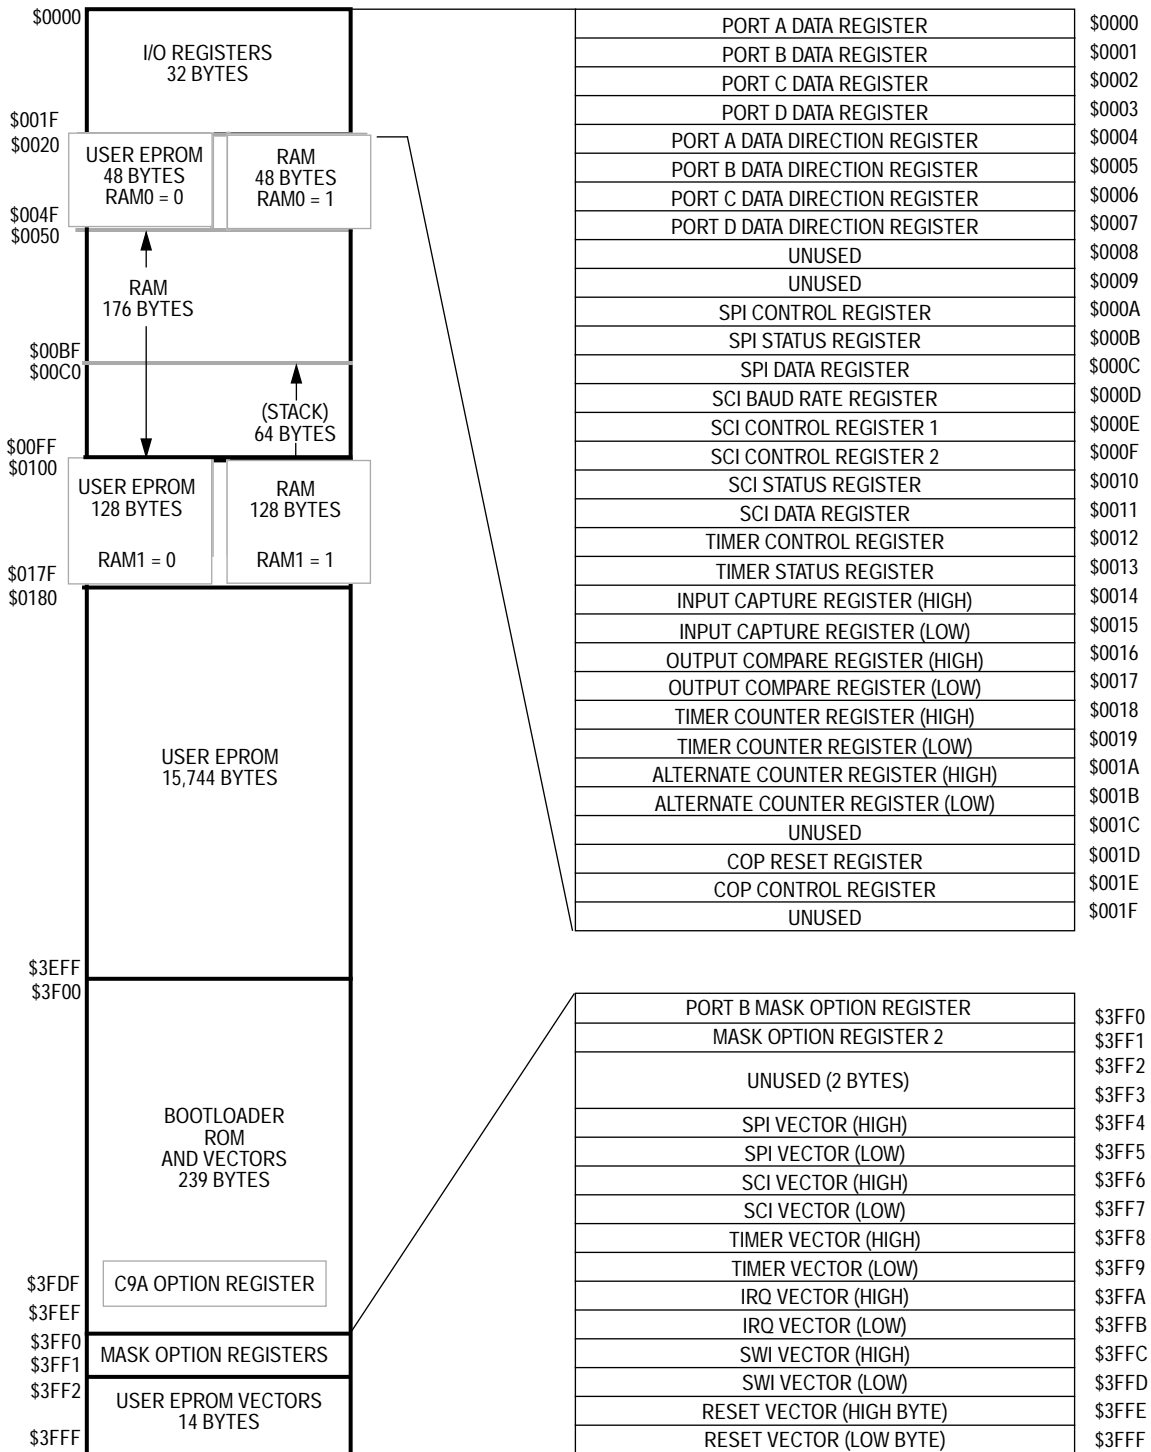 $0000
I/O REGISTERS
32 BYTES
$001F
$0020
USER EPROM
48 BYTES
RAM0 = 0
RAM
48 BYTES
RAM0 = 1
$004F
$0050
RAM
176 BYTES
$00BF
$00C0
(STACK)
64 BYTES
$00FF
$0100
USER EPROM
128 BYTES
RAM1 = 0
RAM
128 BYTES
RAM1 = 1
$017F
$0180
USER EPROM
15,744 BYTES
$3EFF
$3F00
BOOTLOADER
ROM
AND VECTORS
239 BYTES
$3FDF
C9A OPTION REGISTER
$3FEF
$3FF0
$3FF1
MASK OPTION REGISTERS
$3FF2
USER EPROM VECTORS
14 BYTES
$3FFF
PORT A DATA REGISTER $0000
PORT B DATA REGISTER $0001
PORT C DATA REGISTER $0002
PORT D DATA REGISTER $0003
PORT A DATA DIRECTION REGISTER $0004
PORT B DATA DIRECTION REGISTER $0005
PORT C DATA DIRECTION REGISTER $0006
PORT D DATA DIRECTION REGISTER $0007
UNUSED $0008
UNUSED $0009
SPI CONTROL REGISTER $000A
SPI STATUS REGISTER $000B
SPI DATA REGISTER $000C
SCI BAUD RATE REGISTER $000D
SCI CONTROL REGISTER 1 $000E
SCI CONTROL REGISTER 2 $000F
SCI STATUS REGISTER $0010
SCI DATA REGISTER $0011
TIMER CONTROL REGISTER $0012
TIMER STATUS REGISTER $0013
INPUT CAPTURE REGISTER (HIGH) $0014
INPUT CAPTURE REGISTER (LOW) $0015
OUTPUT COMPARE REGISTER (HIGH) $0016
OUTPUT COMPARE REGISTER (LOW) $0017
TIMER COUNTER REGISTER (HIGH) $0018
TIMER COUNTER REGISTER (LOW) $0019
ALTERNATE COUNTER REGISTER (HIGH) $001A
ALTERNATE COUNTER REGISTER (LOW) $001B
UNUSED $001C
COP RESET REGISTER $001D
COP CONTROL REGISTER $001E
UNUSED $001F
PORT B MASK OPTION REGISTER $3FF0
MASK OPTION REGISTER 2 $3FF1
$3FF2
UNUSED (2 BYTES)
$3FF3
SPI VECTOR (HIGH) $3FF4
SPI VECTOR (LOW) $3FF5
SCI VECTOR (HIGH) $3FF6
SCI VECTOR (LOW) $3FF7
TIMER VECTOR (HIGH) $3FF8
TIMER VECTOR (LOW) $3FF9
IRQ VECTOR (HIGH) $3FFA
IRQ VECTOR (LOW) $3FFB
SWI VECTOR (HIGH) $3FFC
SWI VECTOR (LOW) $3FFD
RESET VECTOR (HIGH BYTE) $3FFE
RESET VECTOR (LOW BYTE) $3FFF